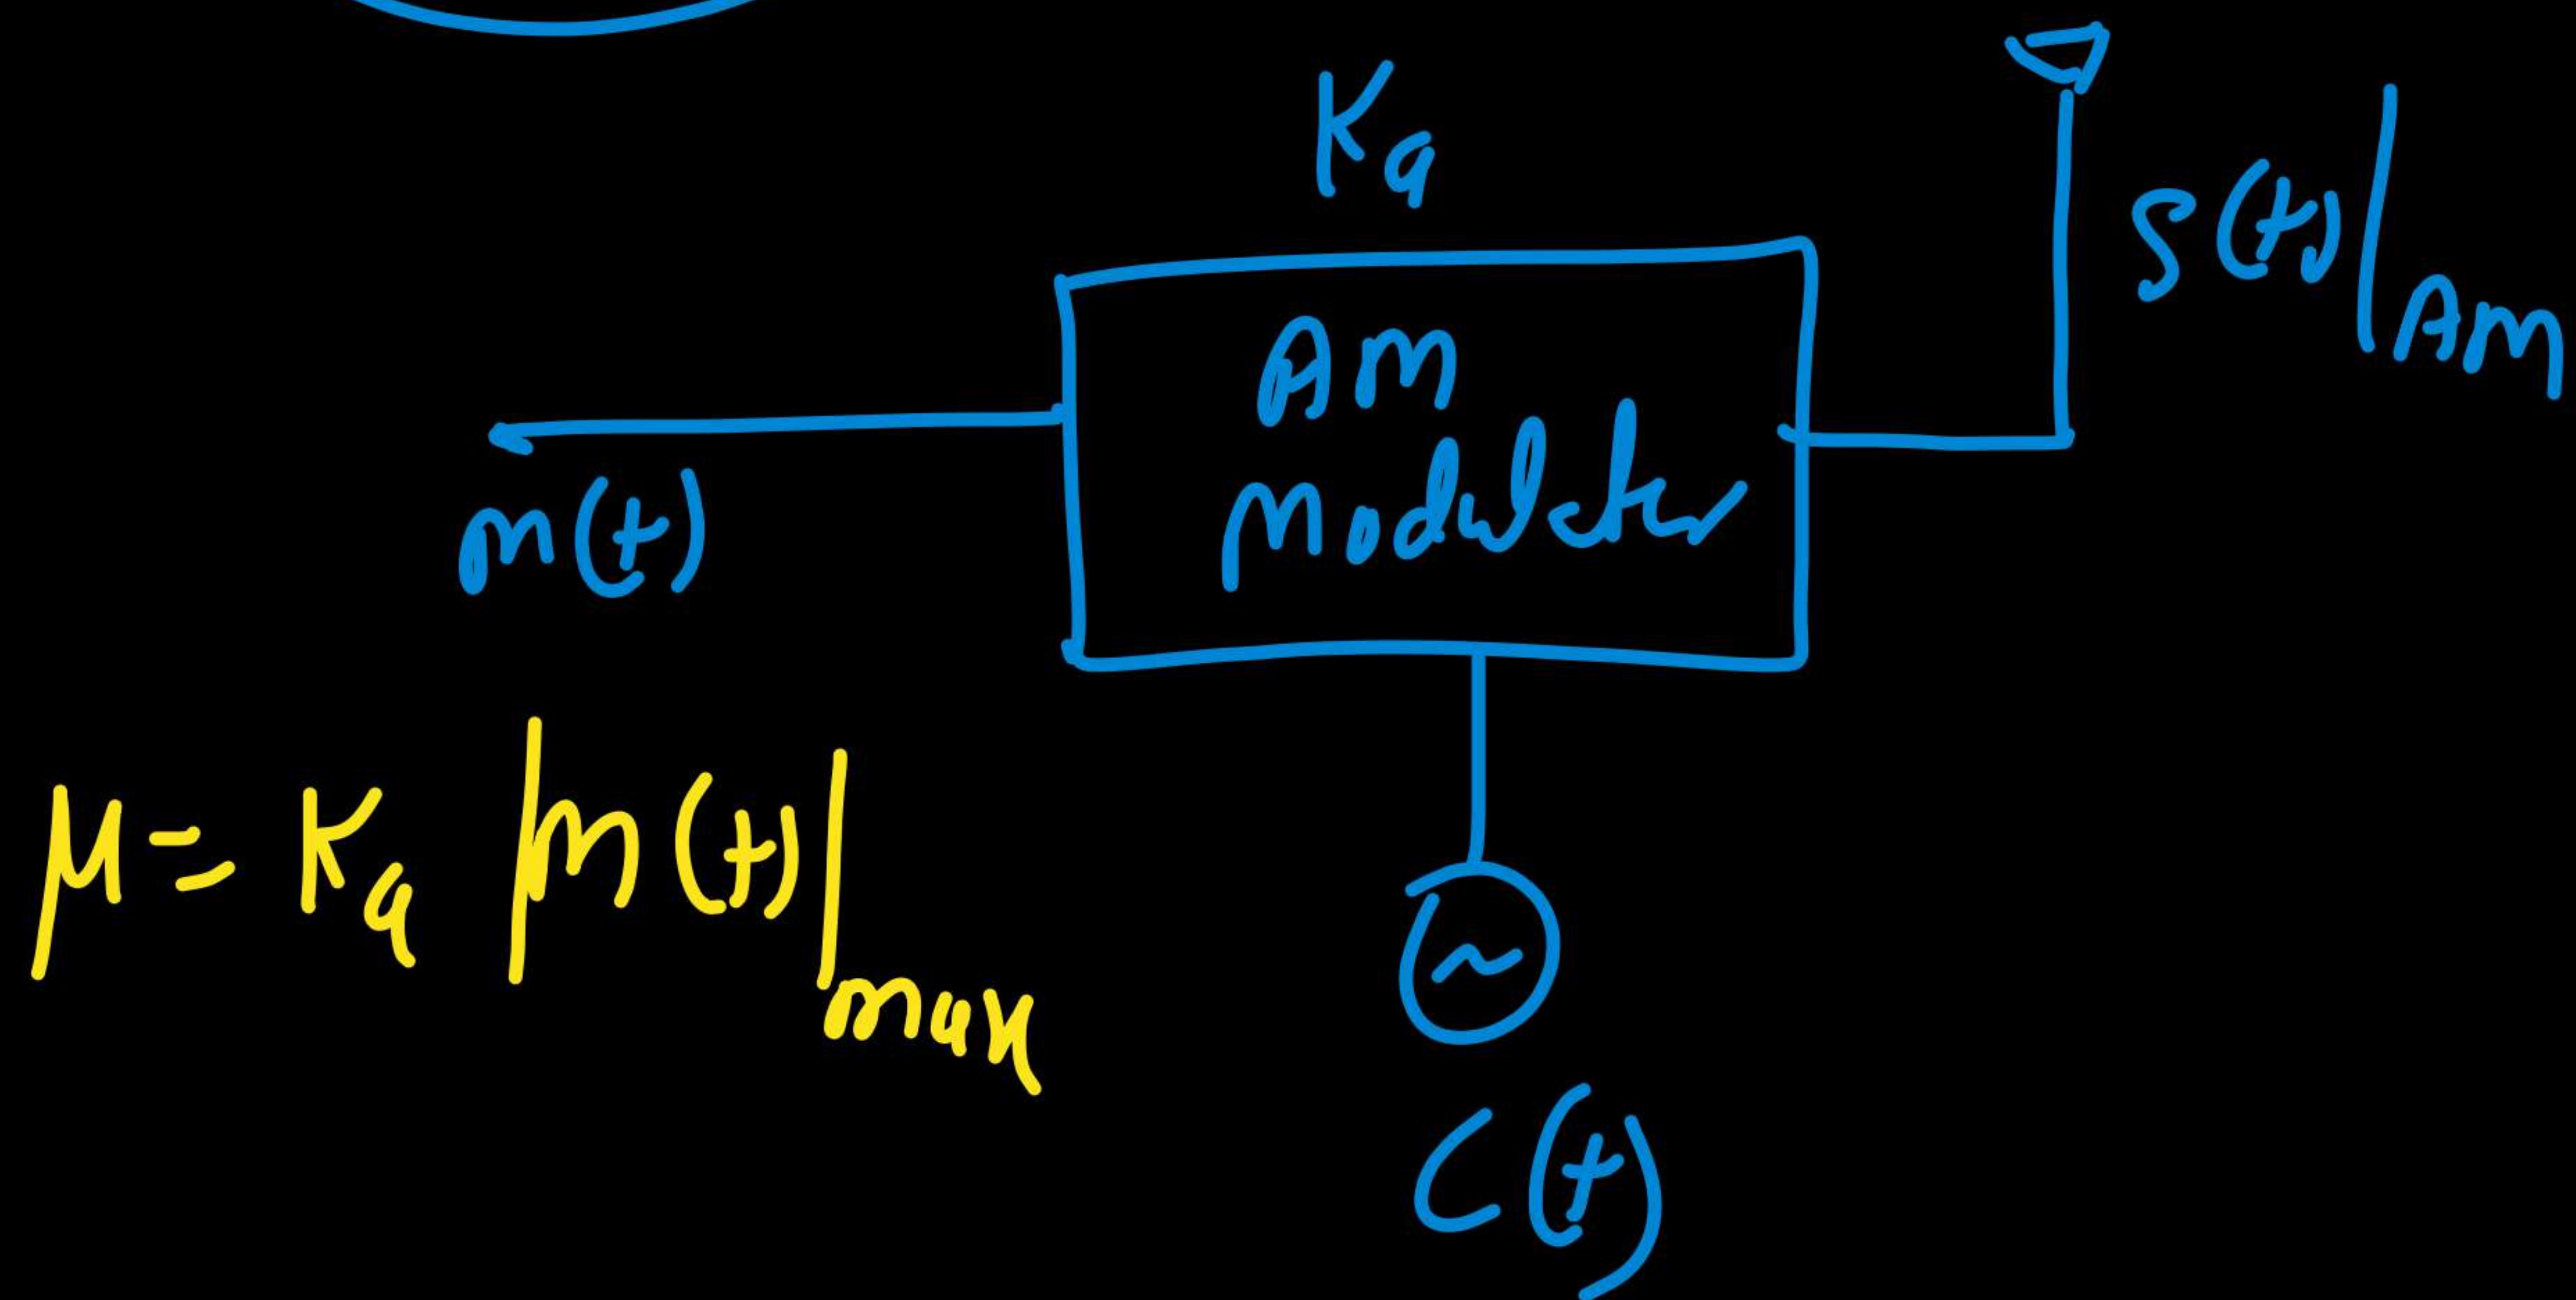 Ka
S(t)|AM
AM
Modulator
m(t)
μ = Ka |m(t)|max
~
C(t)